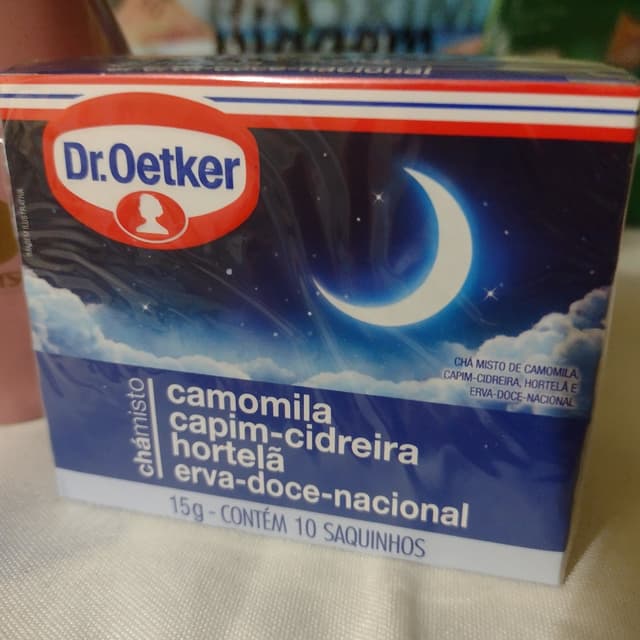 nacional
Dr.Oetker
CHÁ MISTO DE CAMOMILA,
CAPIM-CIDREIRA, HORTELÃ E
ERVA-DOCE-NACIONAL
chámisto
camomila
capim-cidreira
hortelã
erva-doce-nacional
15g - CONTÉM 10 SAQUINHOS